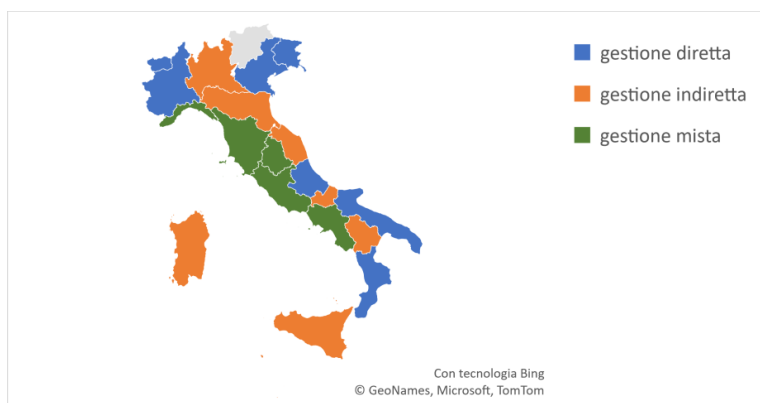 gestione diretta
gestione indiretta
gestione mista
Con tecnologia Bing
© GeoNames, Microsoft, TomTom